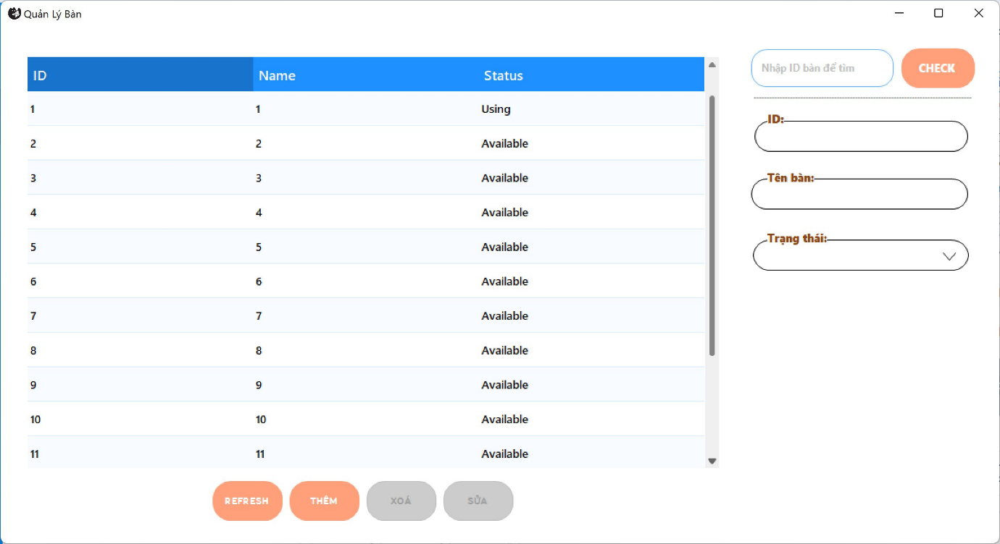 Quản Lý Bàn
ID Name Status
1 1 Using
2 2 Available
3 3 Available
4 4 Available
5 5 Available
6 6 Available
7 7 Available
8 8 Available
9 9 Available
10 10 Available
11 11 Available
REFRESH THÊM XOÁ SỬA
Nhập ID bàn để tìm CHECK
ID:
Tên bàn:
Trạng thái: